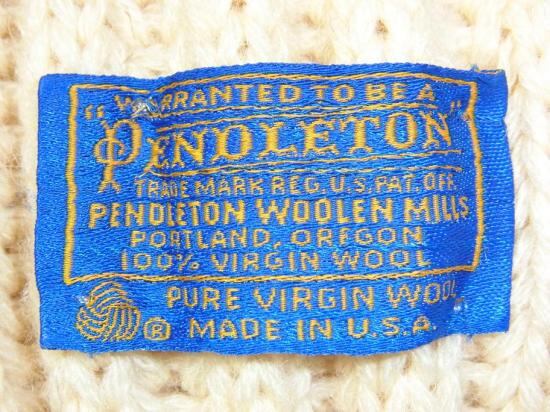 WARRANTED TO BE A
"PENDLETON"
TRADE MARK REG. U.S. PAT. OFF.
PENDLETON WOOLEN MILLS
PORTLAND, OREGON
100% VIRGIN WOOL
PURE VIRGIN WOOL
® MADE IN U.S.A.